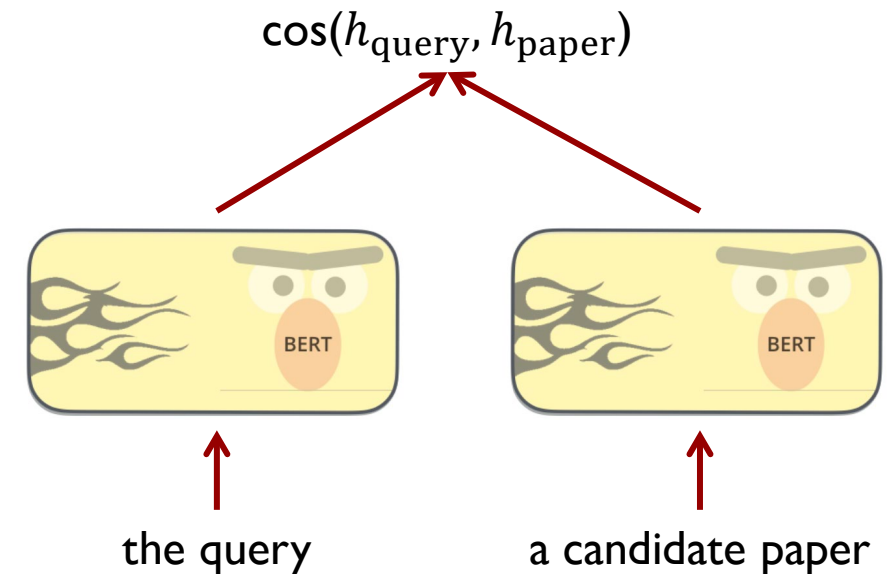 cos(h_query, h_paper)
BERT
BERT
the query
a candidate paper